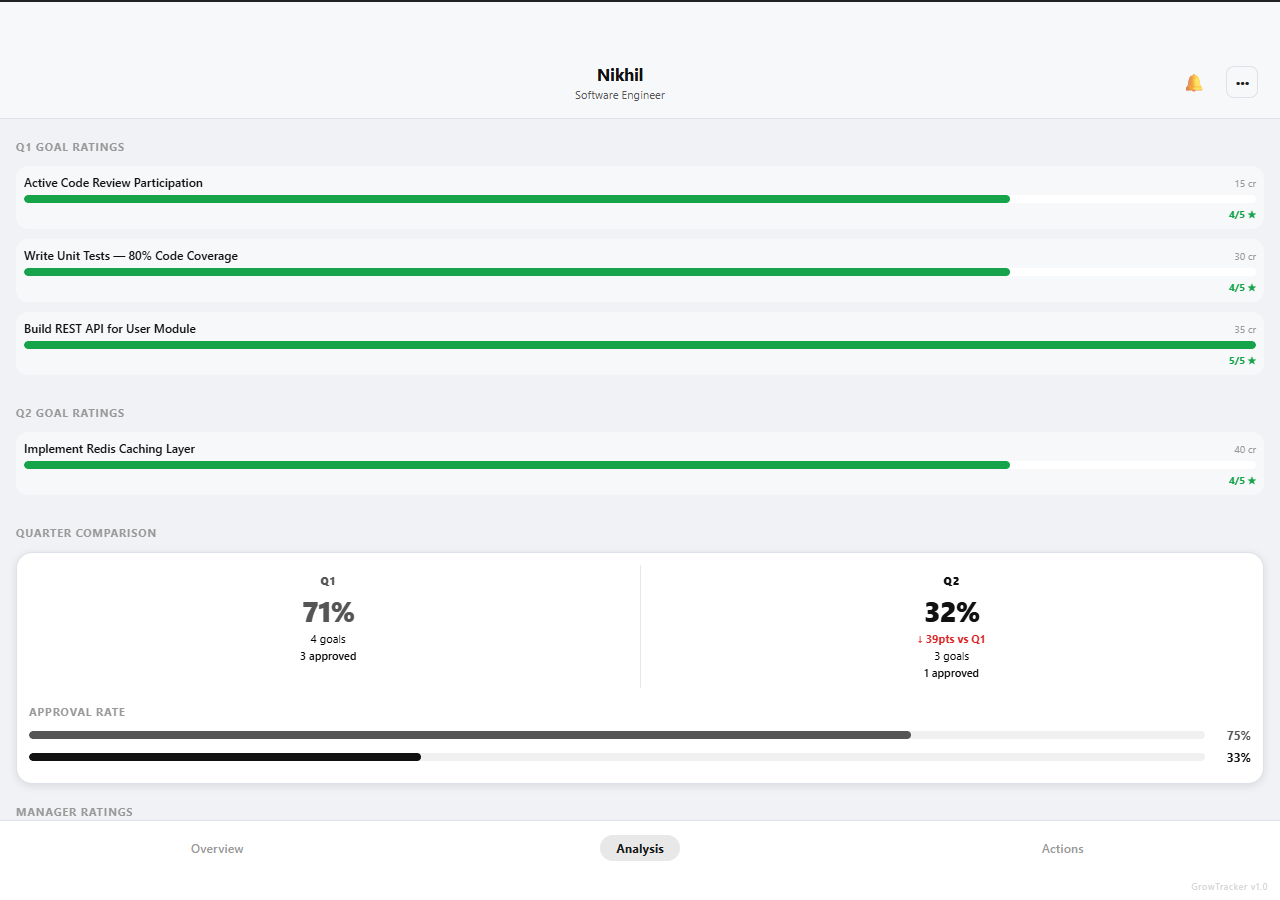 Nikhil
Software Engineer
Q1 GOAL RATINGS
Active Code Review Participation 15 cr
4/5 ★
Write Unit Tests — 80% Code Coverage 30 cr
4/5 ★
Build REST API for User Module 35 cr
5/5 ★
Q2 GOAL RATINGS
Implement Redis Caching Layer 40 cr
4/5 ★
QUARTER COMPARISON
Q1
71%
4 goals
3 approved
Q2
32%
↓ 39pts vs Q1
3 goals
1 approved
APPROVAL RATE
75%
33%
MANAGER RATINGS
Overview Analysis Actions
GrowTracker v1.0